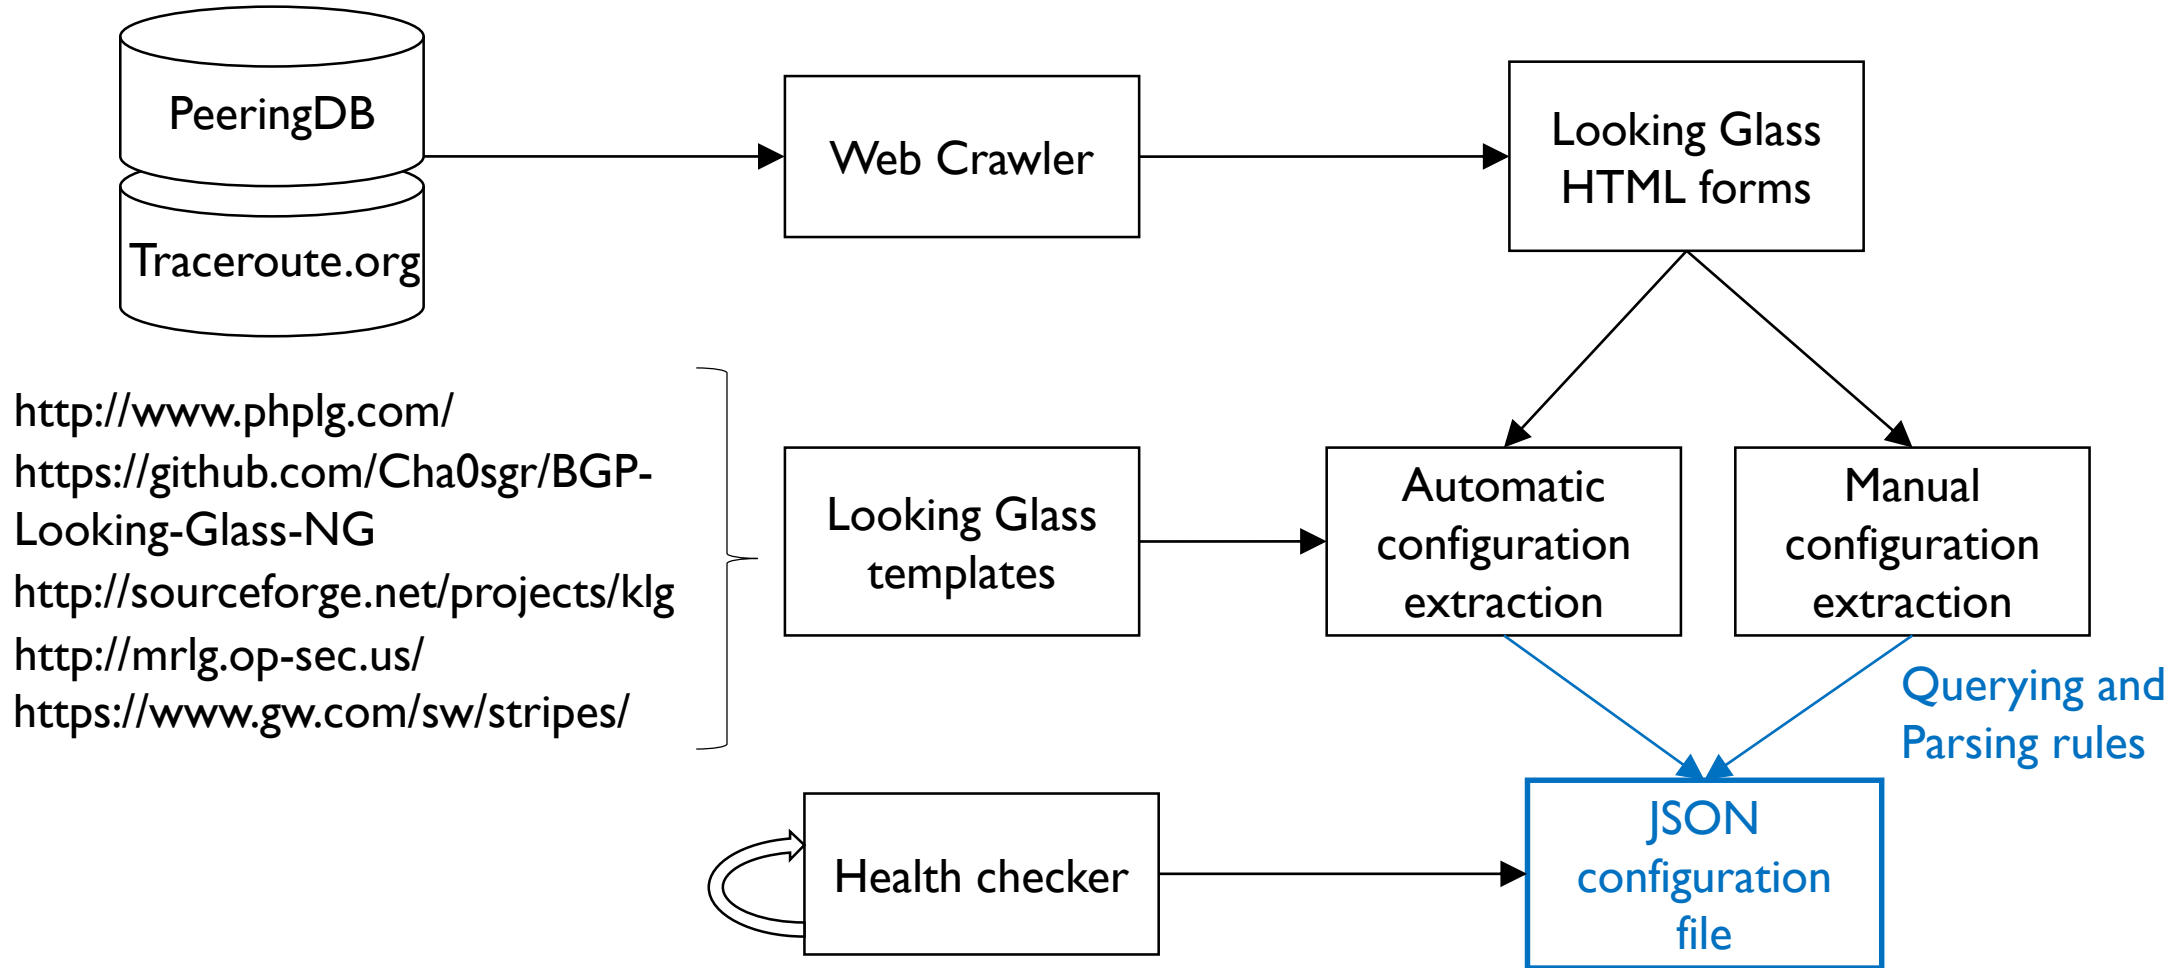 PeeringDB
Traceroute.org
Web Crawler
Looking Glass
HTML forms
http://www.phplg.com/
https://github.com/Cha0sgr/BGP-
Looking-Glass-NG
http://sourceforge.net/projects/klg
http://mrlg.op-sec.us/
https://www.gw.com/sw/stripes/
Looking Glass
templates
Automatic
configuration
extraction
Manual
configuration
extraction
Querying and
Parsing rules
Health checker
JSON
configuration
file